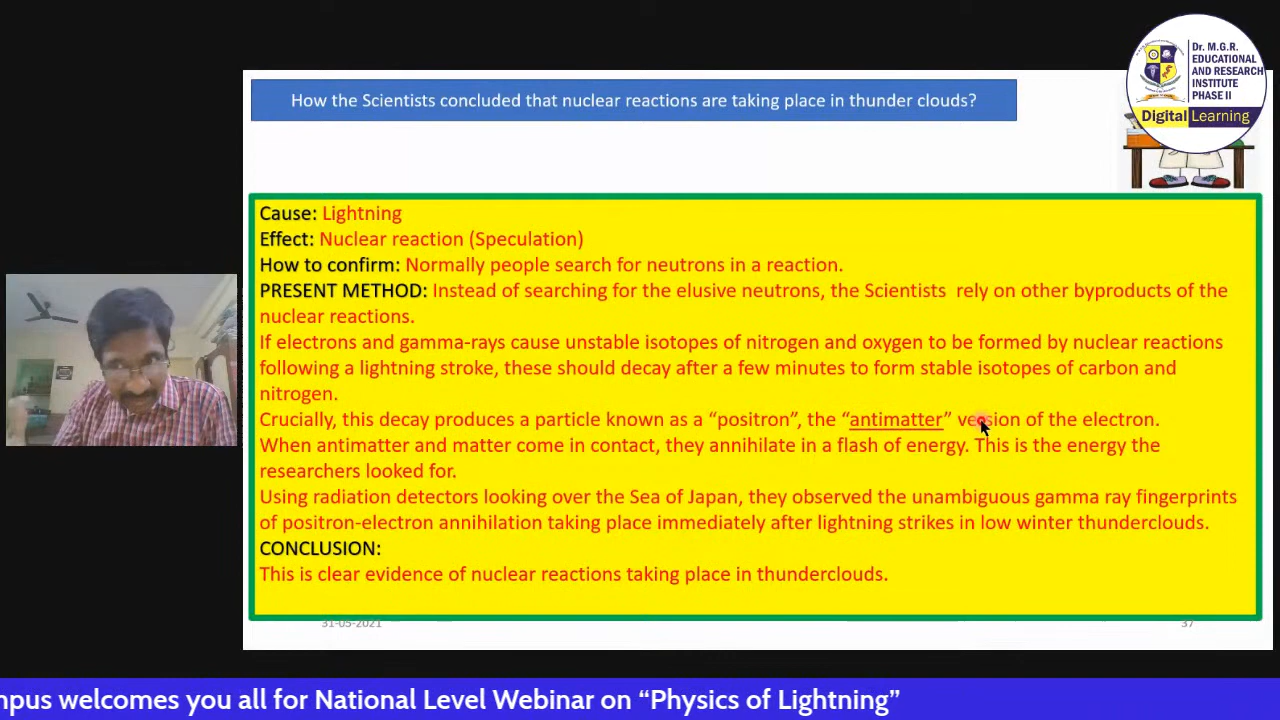 How the Scientists concluded that nuclear reactions are taking place in thunder clouds?
Dr. M.G.R.
EDUCATIONAL
AND RESEARCH
INSTITUTE
PHASE II
Digital Learning
Cause: Lightning
Effect: Nuclear reaction (Speculation)
How to confirm: Normally people search for neutrons in a reaction.
PRESENT METHOD: Instead of searching for the elusive neutrons, the Scientists rely on other byproducts of the
nuclear reactions.
If electrons and gamma-rays cause unstable isotopes of nitrogen and oxygen to be formed by nuclear reactions
following a lightning stroke, these should decay after a few minutes to form stable isotopes of carbon and
nitrogen.
Crucially, this decay produces a particle known as a “positron”, the “antimatter” version of the electron.
When antimatter and matter come in contact, they annihilate in a flash of energy. This is the energy the
researchers looked for.
Using radiation detectors looking over the Sea of Japan, they observed the unambiguous gamma ray fingerprints
of positron-electron annihilation taking place immediately after lightning strikes in low winter thunderclouds.
CONCLUSION:
This is clear evidence of nuclear reactions taking place in thunderclouds.
31-05-2021
37
mpus welcomes you all for National Level Webinar on “Physics of Lightning”